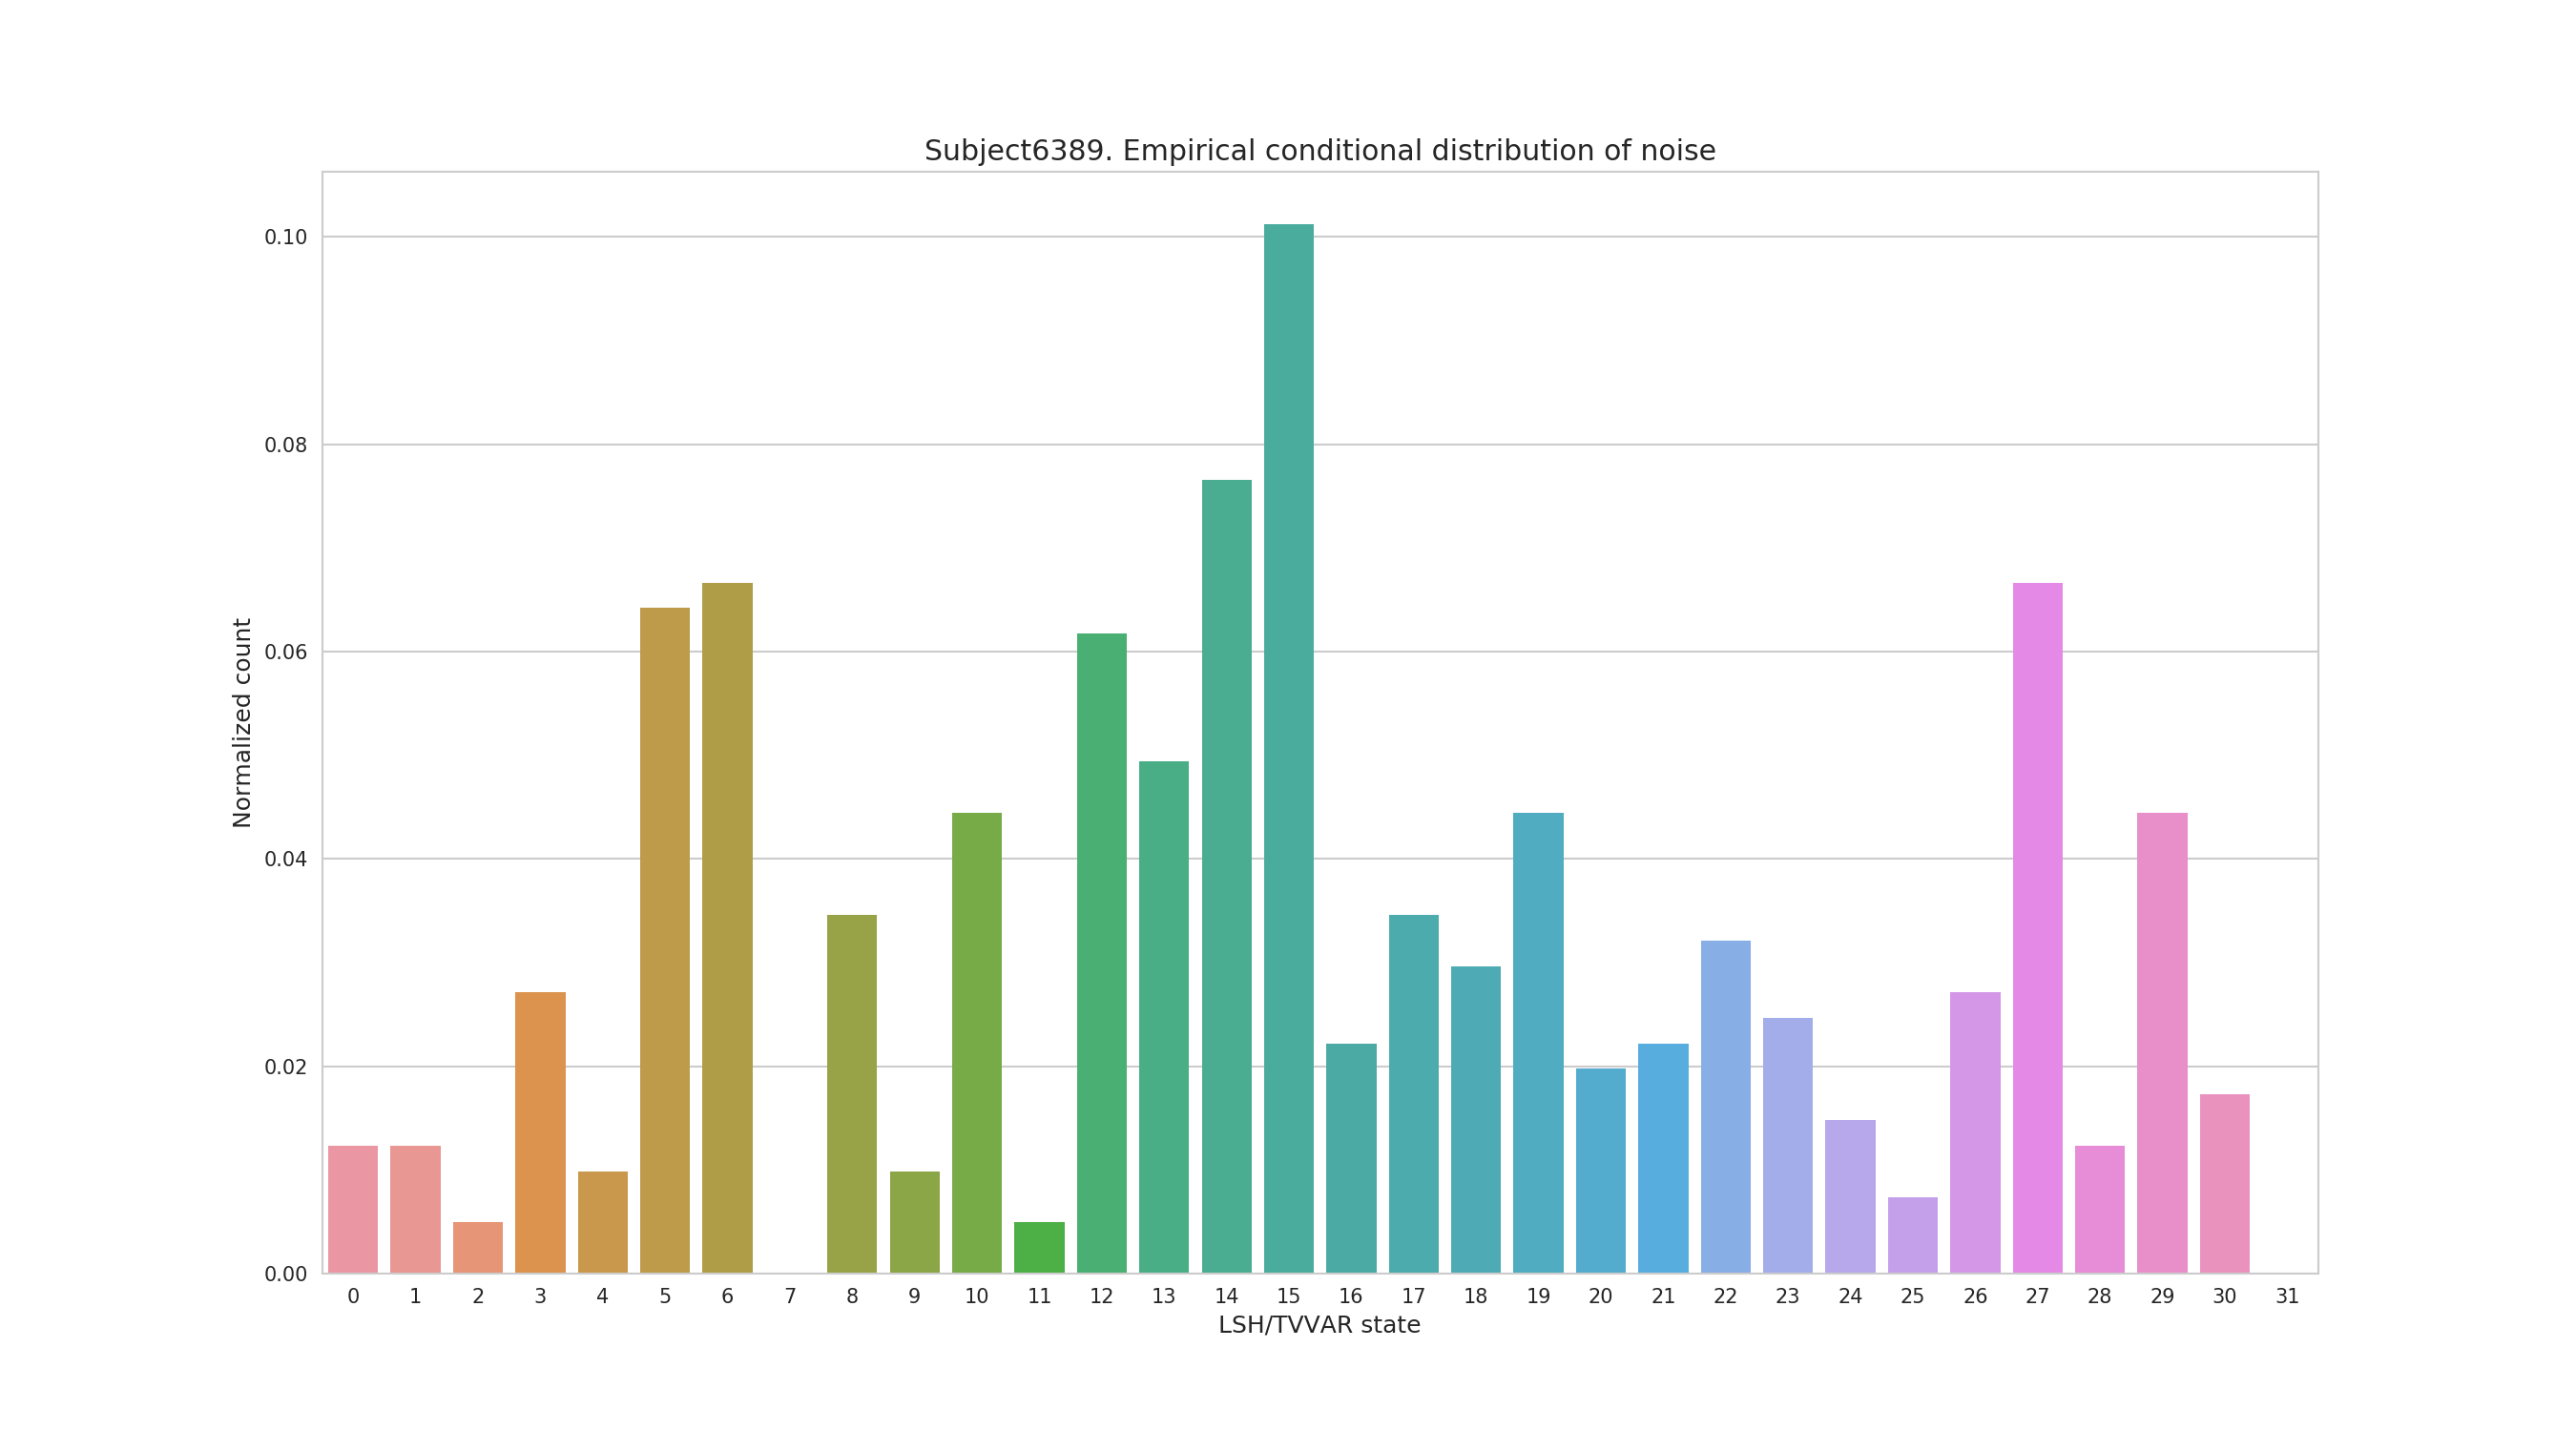 Subject6389. Empirical conditional distribution of noise
0.10
0.08
0.06
0.04
0.02
0.00
Normalized count
0 1 2 3 4 5 6 7 8 9 10 11 12 13 14 15 16 17 18 19 20 21 22 23 24 25 26 27 28 29 30 31
LSH/TVVAR state